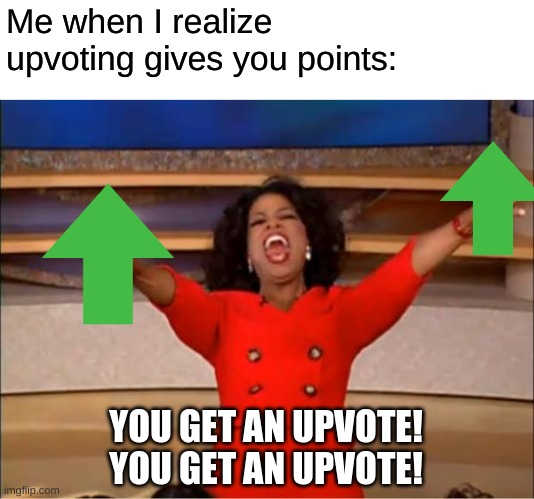 Me when I realize
upvoting gives you points:
YOU GET AN UPVOTE!
YOU GET AN UPVOTE!
imgflip.com